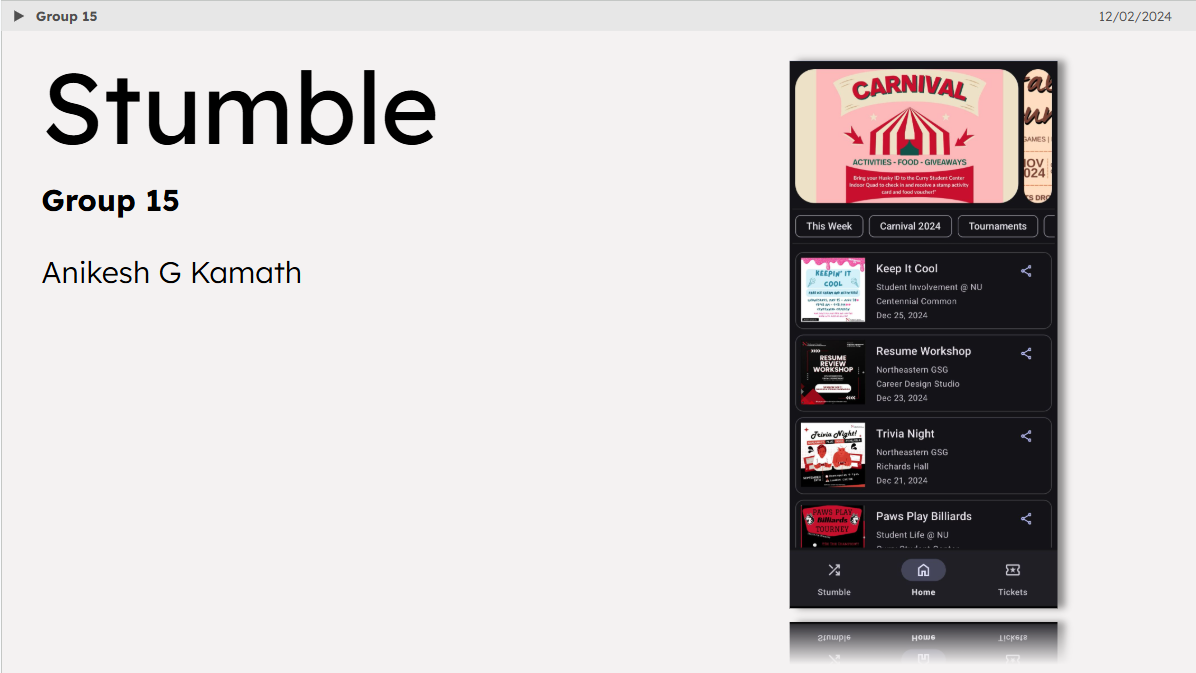 Group 15
12/02/2024
Stumble
Group 15
Anikesh G Kamath
CARNIVAL
ACTIVITIES - FOOD - GIVEAWAYS
Bring your Husky ID to the Curry Student Center
Indoor Quad to check in and receive a stamp activity
card and food voucher!"
GAMES |
NOV
2024
This Week
Carnival 2024
Tournaments
KEEPIN' IT
COOL
Keep It Cool
Student Involvement @ NU
Centennial Common
Dec 25, 2024
RESUME
REVIEW
WORKSHOP
Resume Workshop
Northeastern GSG
Career Design Studio
Dec 23, 2024
Trivia Night!
Trivia Night
Northeastern GSG
Richards Hall
Dec 21, 2024
PAWS PLAY
Billiards
TOURNEY
Paws Play Billiards
Student Life @ NU
Stumble
Home
Tickets